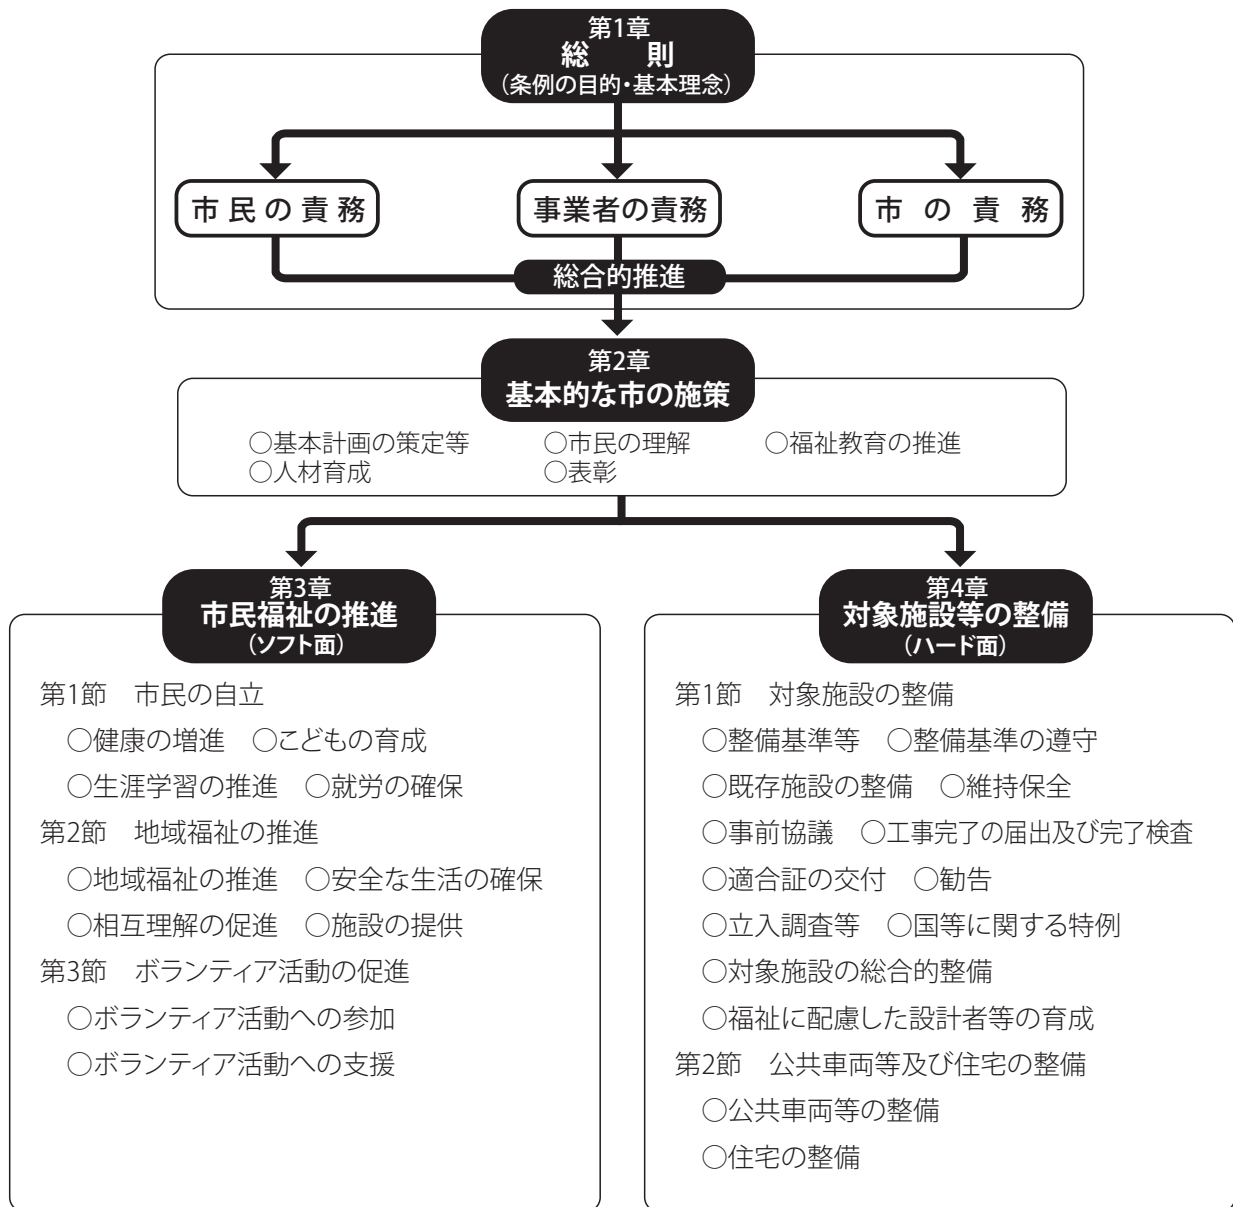 第1章
総　則
（条例の目的・基本理念）
市民の責務
事業者の責務
市の責務
総合的推進
第2章
基本的な市の施策
○基本計画の策定等　○市民の理解　○福祉教育の推進
○人材育成　○表彰
第3章
市民福祉の推進
（ソフト面）
第1節　市民の自立
○健康の増進　○こどもの育成
○生涯学習の推進　○就労の確保
第2節　地域福祉の推進
○地域福祉の推進　○安全な生活の確保
○相互理解の促進　○施設の提供
第3節　ボランティア活動の促進
○ボランティア活動への参加
○ボランティア活動への支援
第4章
対象施設等の整備
（ハード面）
第1節　対象施設の整備
○整備基準等　○整備基準の遵守
○既存施設の整備　○維持保全
○事前協議　○工事完了の届出及び完了検査
○適合証の交付　○勧告
○立入調査等　○国等に関する特例
○対象施設の総合的整備
○福祉に配慮した設計者等の育成
第2節　公共車両等及び住宅の整備
○公共車両等の整備
○住宅の整備